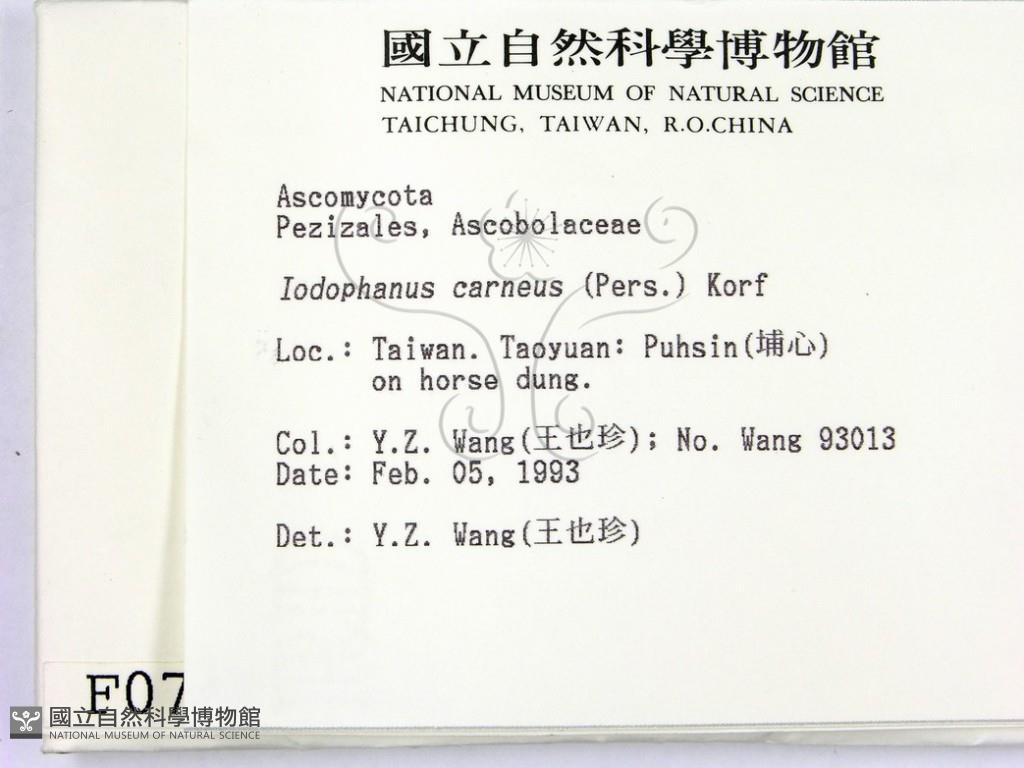 國立自然科學博物館
NATIONAL MUSEUM OF NATURAL SCIENCE
TAICHUNG, TAIWAN, R.O.CHINA
Ascomycota
Pezizales, Ascobolaceae
Iodophanus carneus (Pers.) Korf
Loc.: Taiwan. Taoyuan: Puhsin(埔心)
on horse dung.
Col.: Y.Z. Wang(王也珍); No. Wang 93013
Date: Feb. 05, 1993
Det.: Y.Z. Wang(王也珍)
F07
國立自然科學博物館
NATIONAL MUSEUM OF NATURAL SCIENCE